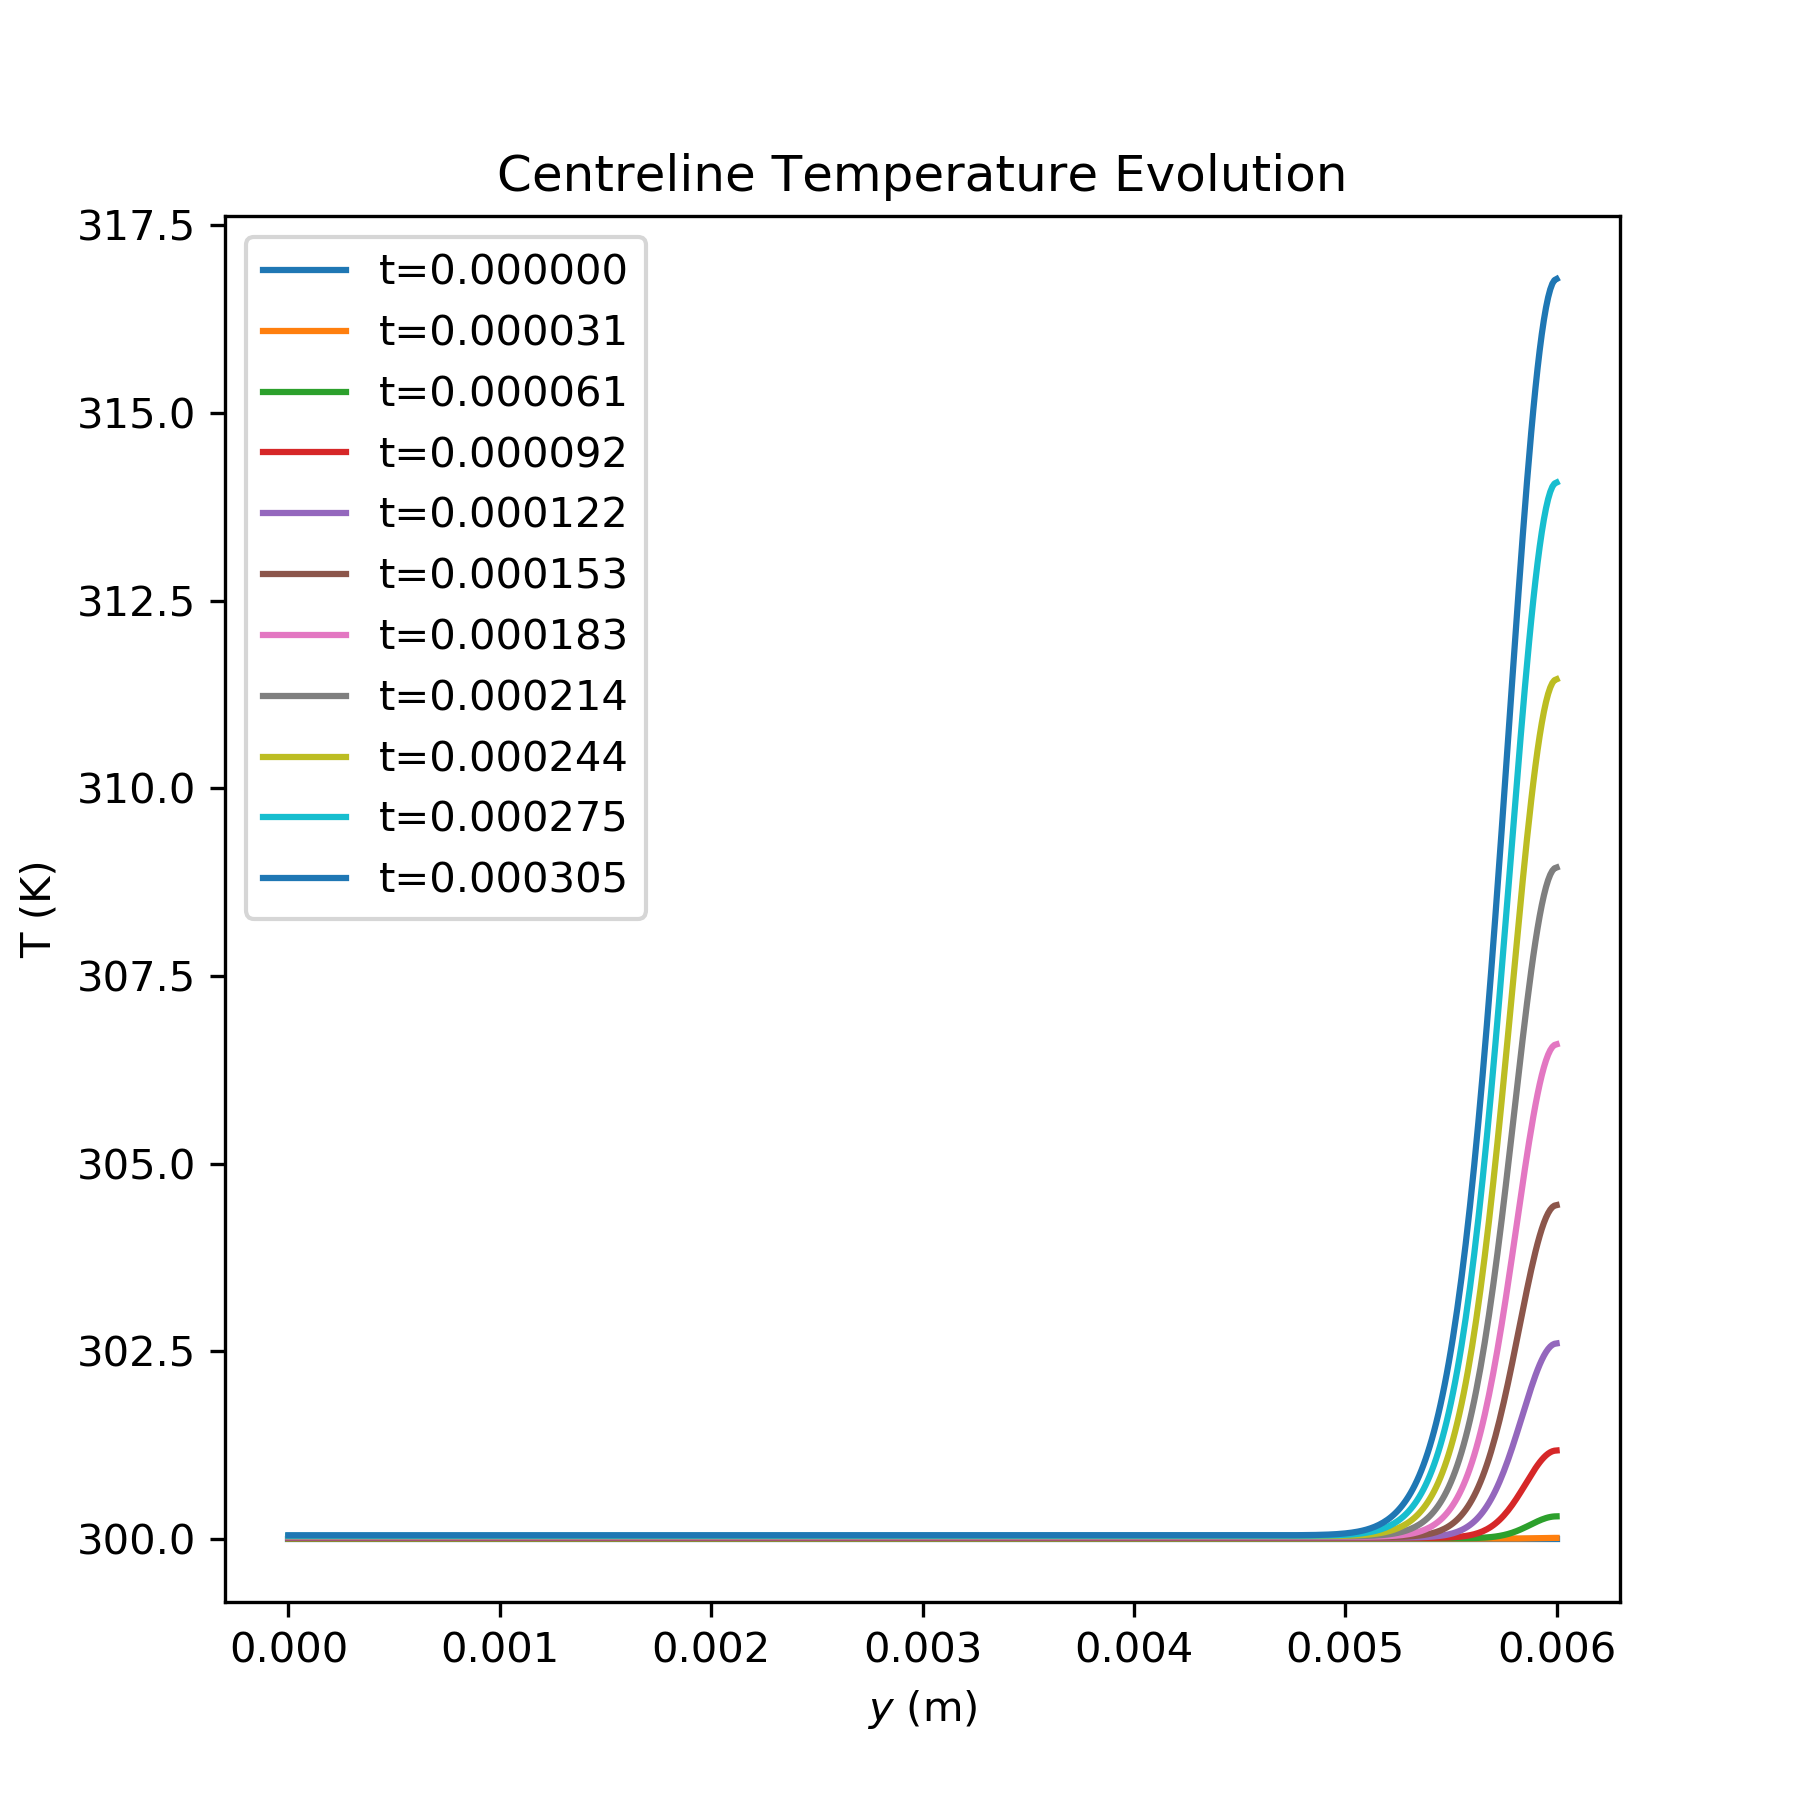 Centreline Temperature Evolution
317.5
315.0
312.5
310.0
307.5
305.0
302.5
300.0
T (K)
t=0.000000
t=0.000031
t=0.000061
t=0.000092
t=0.000122
t=0.000153
t=0.000183
t=0.000214
t=0.000244
t=0.000275
t=0.000305
0.000 0.001 0.002 0.003 0.004 0.005 0.006
y (m)